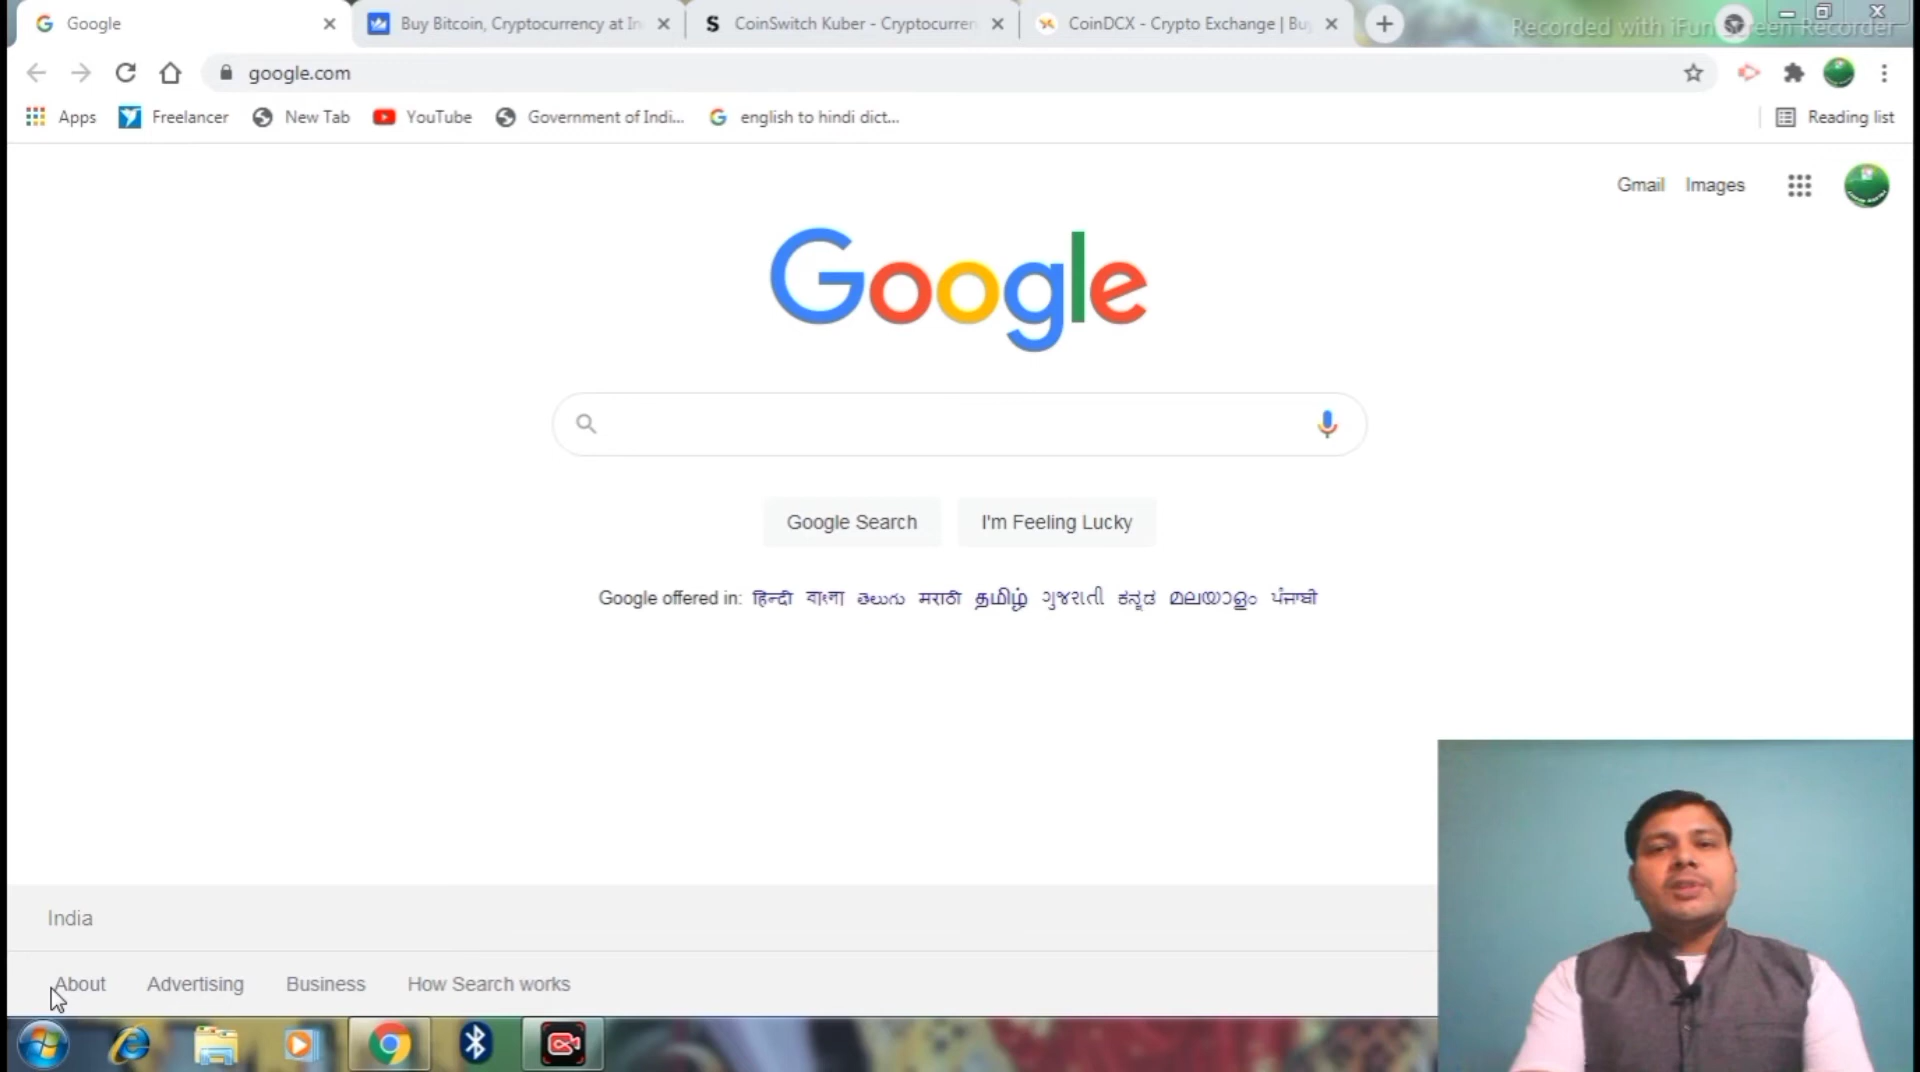 Google
Buy Bitcoin, Cryptocurrency at In
CoinSwitch Kuber - Cryptocurren
CoinDCX - Crypto Exchange | Bu
Recorded with iFun Screen Recorder
google.com
Apps
Freelancer
New Tab
YouTube
Government of Indi...
english to hindi dict...
Reading list
Gmail
Images
Google
Google Search
I'm Feeling Lucky
Google offered in: हिन्दी বাংলা తెలుగు मराठी தமிழ் ગુજરાતી ಕನ್ನಡ മലയാളം ਪੰਜਾਬੀ
India
About
Advertising
Business
How Search works